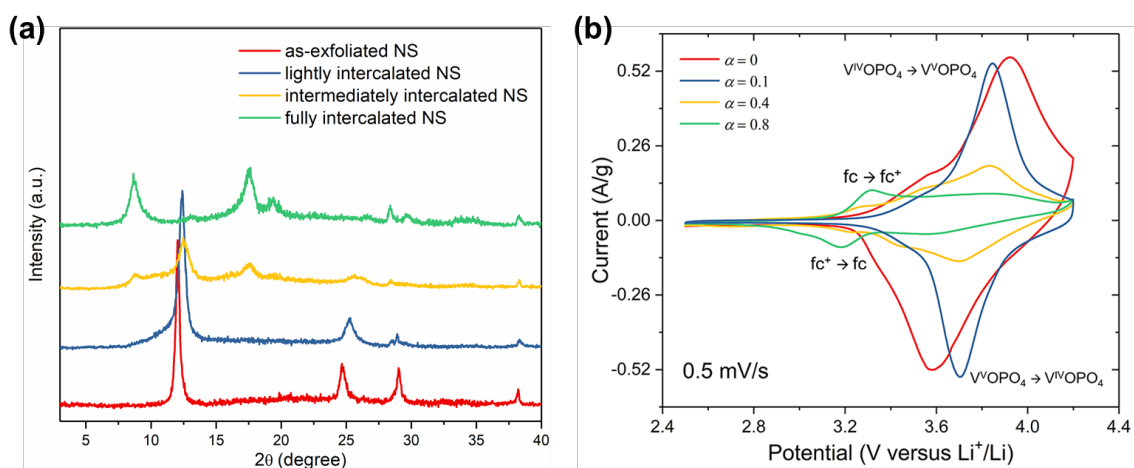 (a)
as-exfoliated NS
lightly intercalated NS
intermediately intercalated NS
fully intercalated NS
Intensity (a.u.)
5 10 15 20 25 30 35 40
2θ (degree)
(b)
α = 0
α = 0.1
α = 0.4
α = 0.8
VᴵⱽOPO₄ → VⱽOPO₄
fc → fc⁺
fc⁺ → fc
VⱽOPO₄ → VᴵⱽOPO₄
0.5 mV/s
Current (A/g)
0.52
0.26
0.00
-0.26
-0.52
2.4 2.8 3.2 3.6 4.0 4.4
Potential (V versus Li⁺/Li)